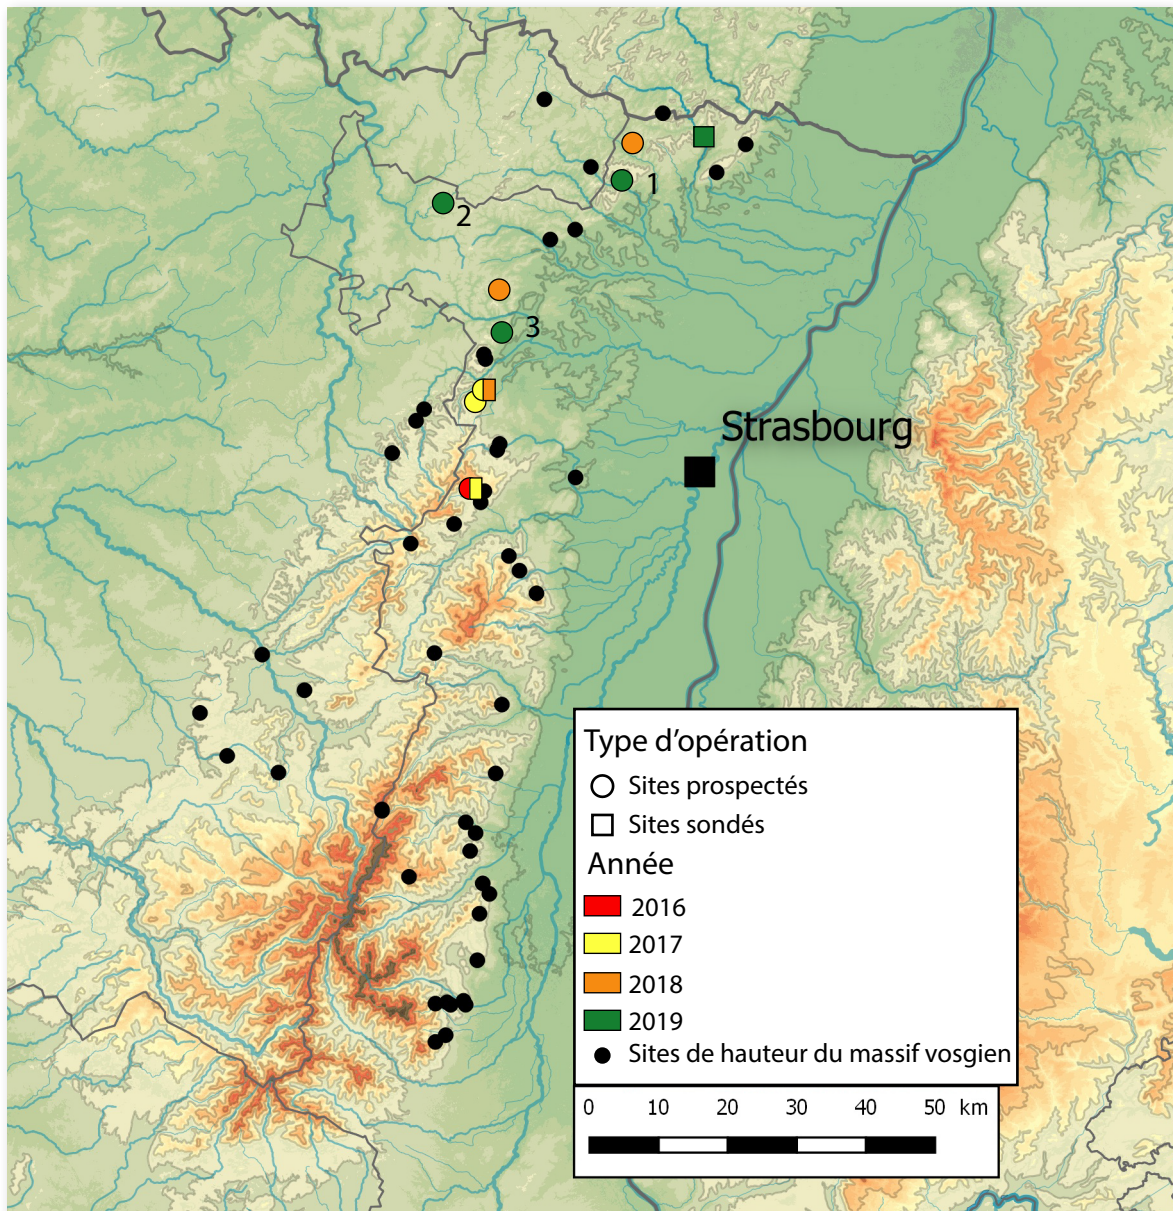 1
2
3
Strasbourg
Type d'opération
Sites prospectés
Sites sondés
Année
2016
2017
2018
2019
Sites de hauteur du massif vosgien
0 10 20 30 40 50 km